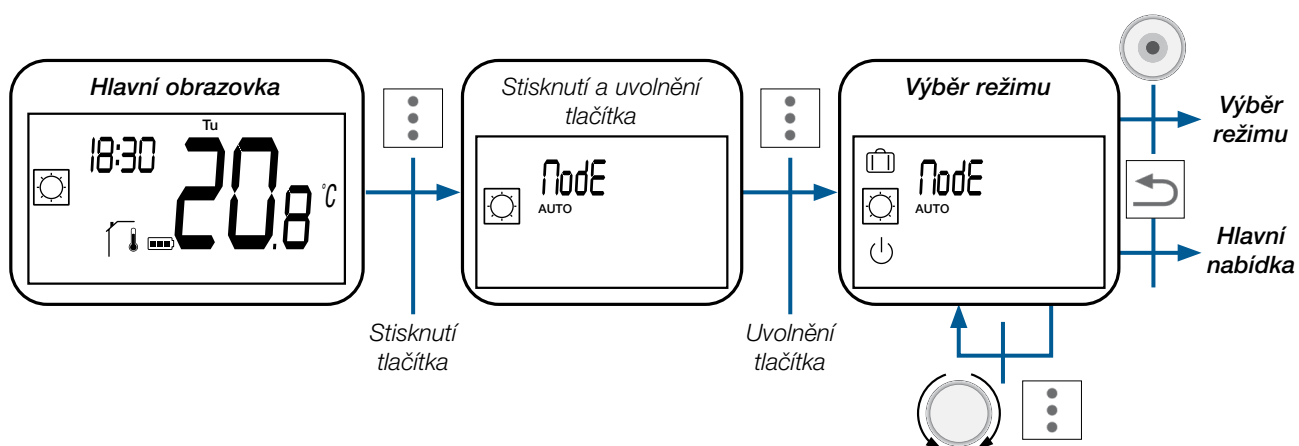 Hlavní obrazovka
Tu
18:30
20.8 °C
Stisknutí
tlačítka
Stisknutí a uvolnění
tlačítka
ModE
AUTO
Uvolnění
tlačítka
Výběr režimu
ModE
AUTO
Výběr
režimu
Hlavní
nabídka